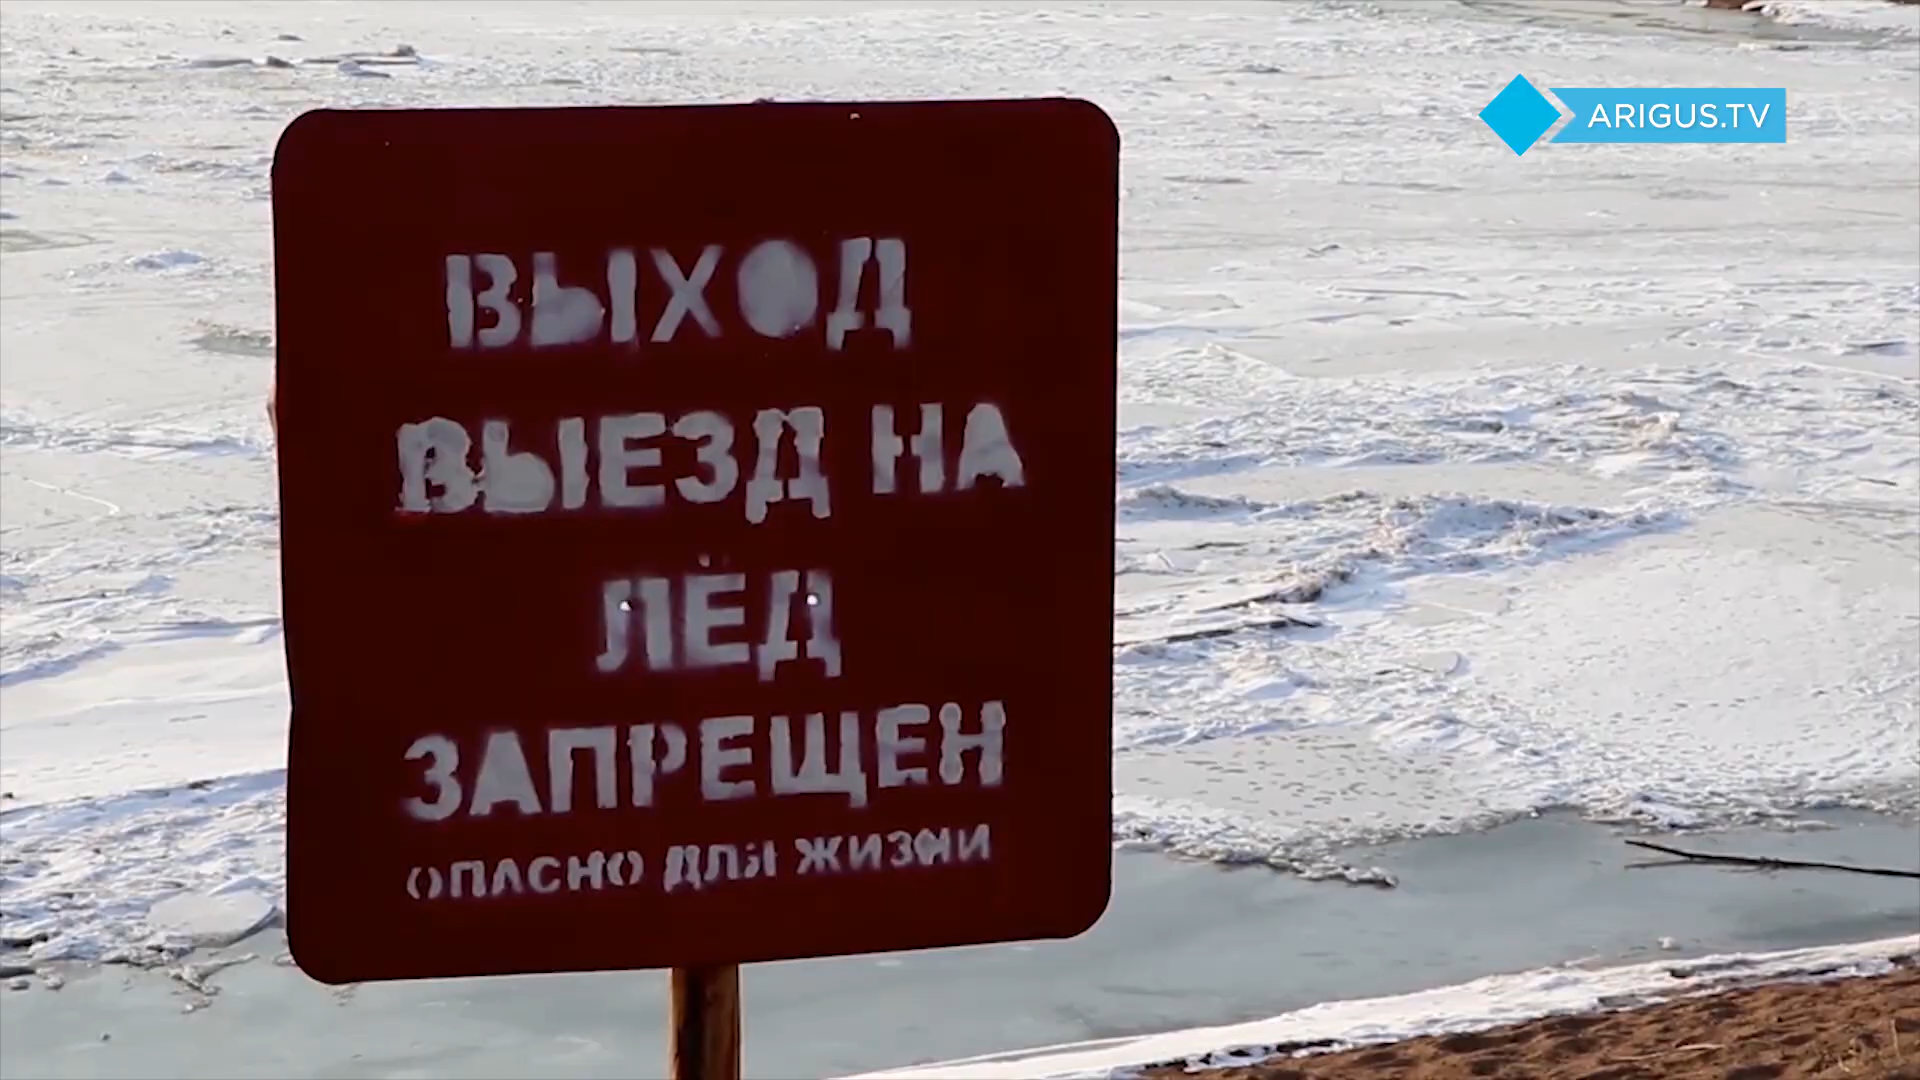 ARIGUS.TV
ВЫХОД
ВЫЕЗД НА
ЛЁД
ЗАПРЕЩЕН
ОПАСНО ДЛЯ ЖИЗНИ